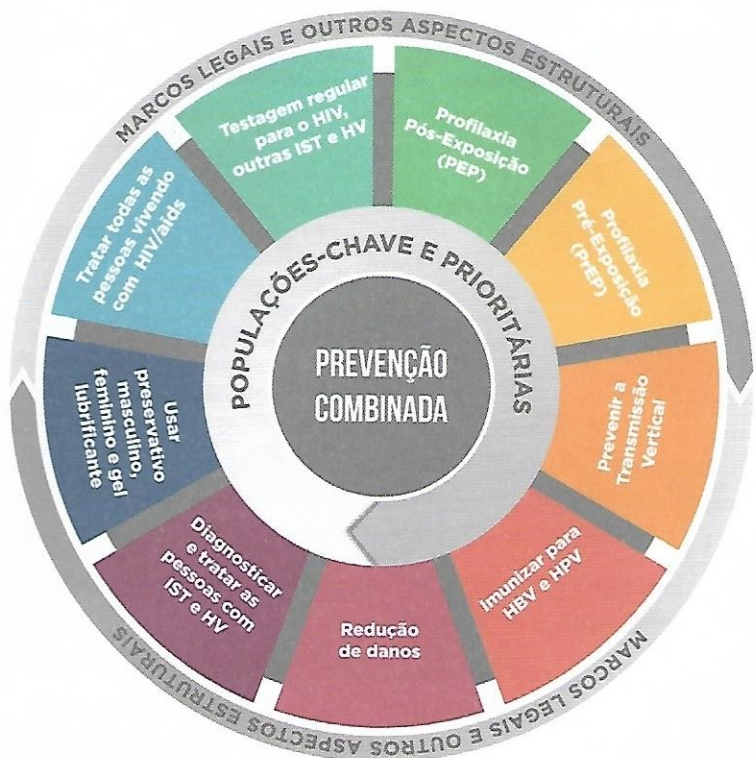 MARCOS LEGAIS E OUTROS ASPECTOS ESTRUTURAIS
Testagem regular
para o HIV,
outras IST e HV
Profilaxia
Pós-Exposição
(PEP)
Profilaxia
Pré-Exposição
(PrEP)
Prevenir a
Transmissão
Vertical
Imunizar para
HBV e HPV
Redução
de danos
Diagnosticar
e tratar as
pessoas com
IST e HV
Usar
preservativo
masculino,
feminino e gel
lubrificante
Tratar todas as
pessoas vivendo
com HIV/aids
POPULAÇÕES-CHAVE E PRIORITÁRIAS
PREVENÇÃO
COMBINADA
MARCOS LEGAIS E OUTROS ASPECTOS ESTRUTURAIS